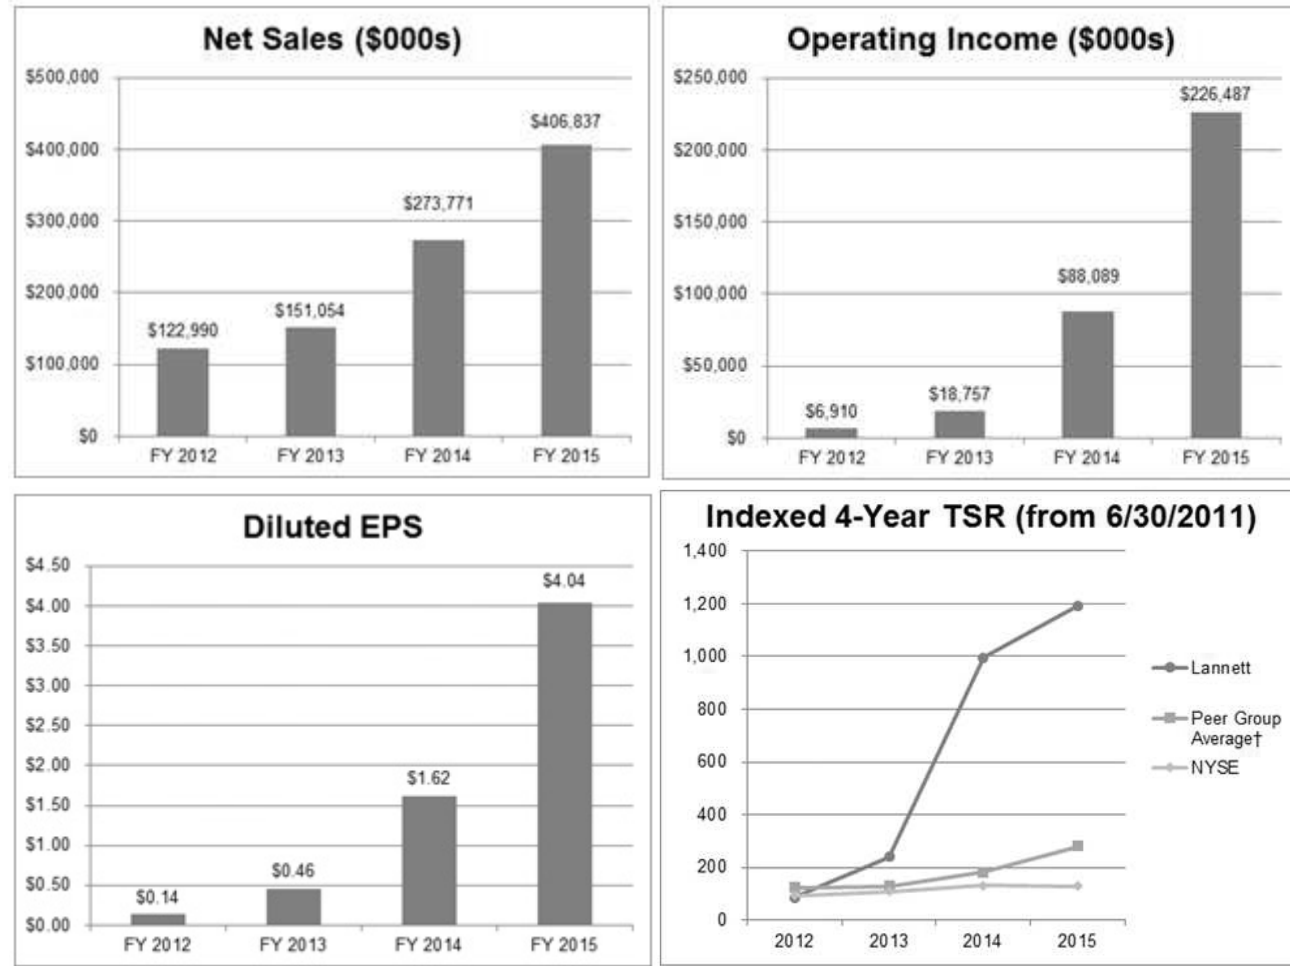 Net Sales ($000s)
$500,000
$400,000
$300,000
$200,000
$100,000
$0
$122,990
$151,054
$273,771
$406,837
FY 2012
FY 2013
FY 2014
FY 2015
Operating Income ($000s)
$250,000
$200,000
$150,000
$100,000
$50,000
$0
$6,910
$18,757
$88,089
$226,487
FY 2012
FY 2013
FY 2014
FY 2015
Diluted EPS
$4.50
$4.00
$3.50
$3.00
$2.50
$2.00
$1.50
$1.00
$0.50
$0.00
$0.14
$0.46
$1.62
$4.04
FY 2012
FY 2013
FY 2014
FY 2015
Indexed 4-Year TSR (from 6/30/2011)
1,400
1,200
1,000
800
600
400
200
0
2012
2013
2014
2015
Lannett
Peer Group
Average†
NYSE